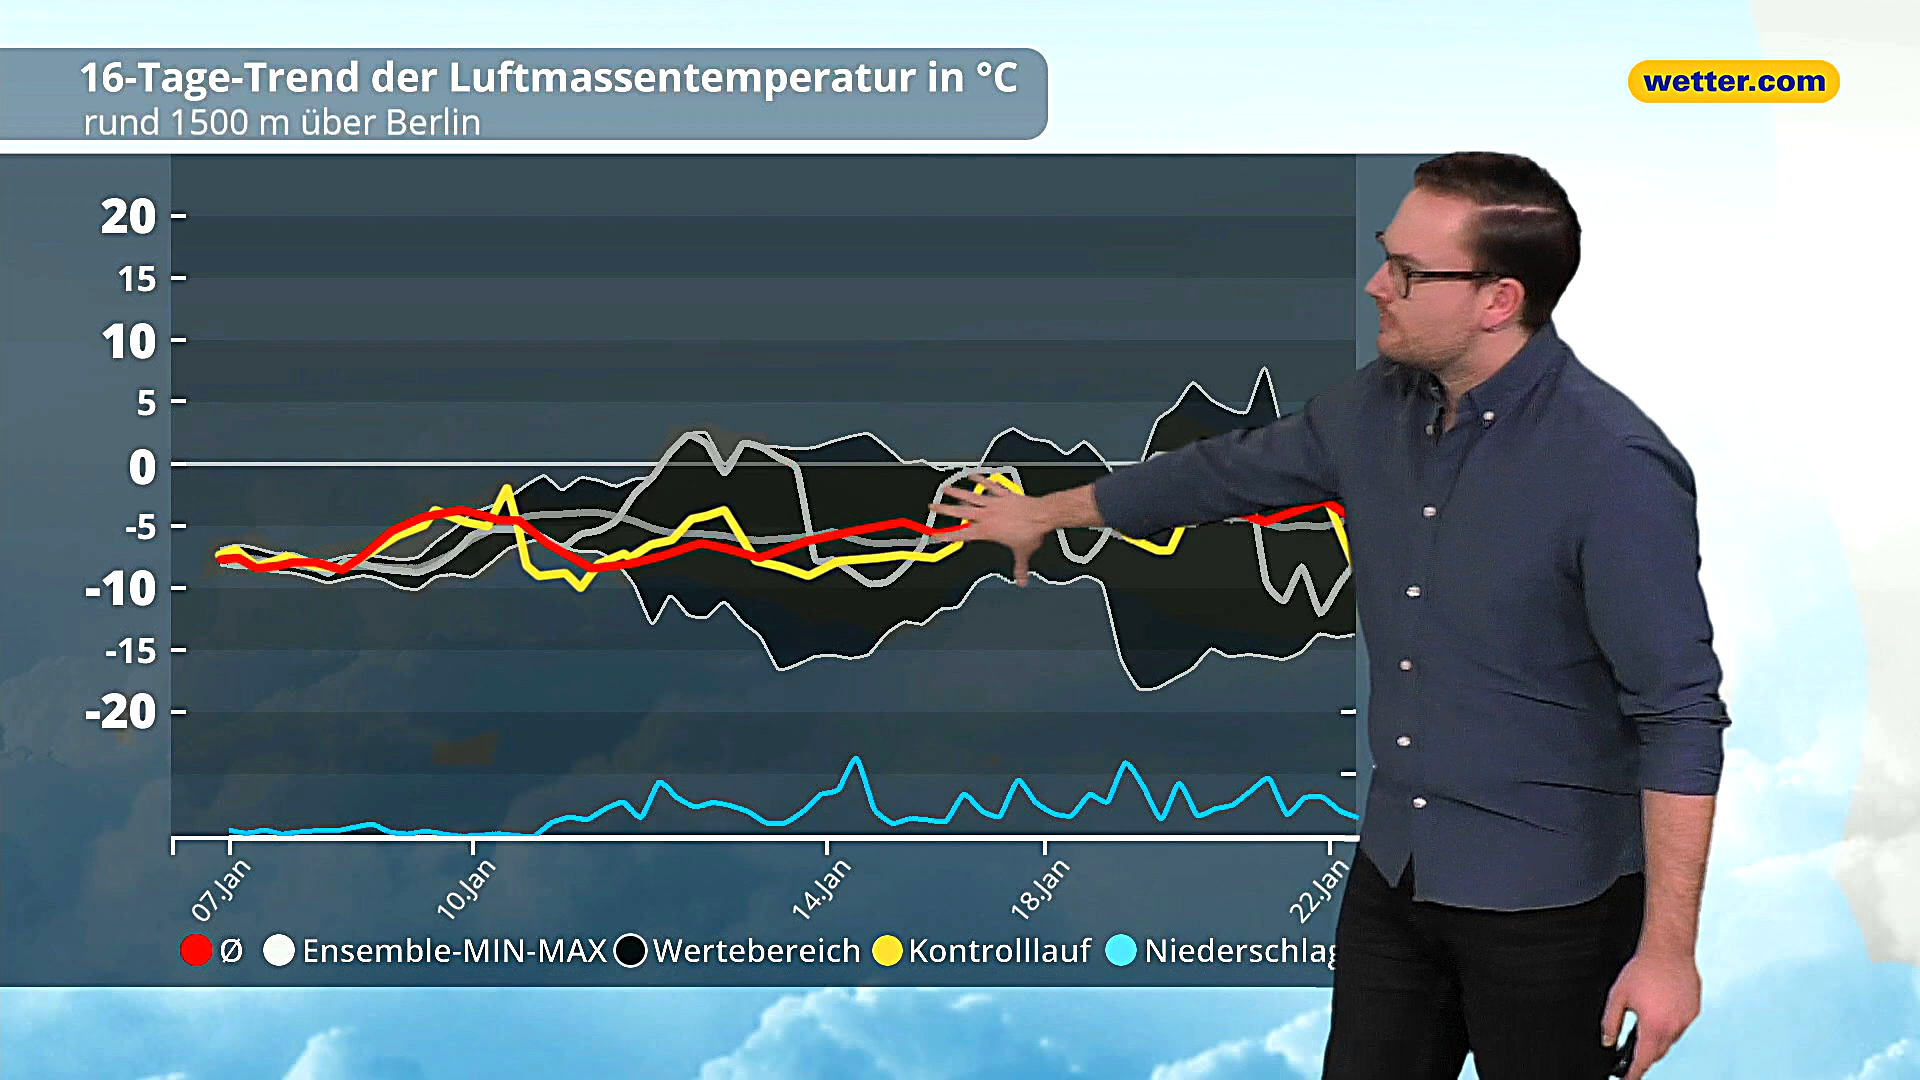 16-Tage-Trend der Luftmassentemperatur in °C
rund 1500 m über Berlin
wetter.com
20
15
10
5
0
-5
-10
-15
-20
07.Jan
10.Jan
14.Jan
18.Jan
22.Jan
Ø Ensemble-MIN-MAX Wertebereich Kontrolllauf Niederschlag